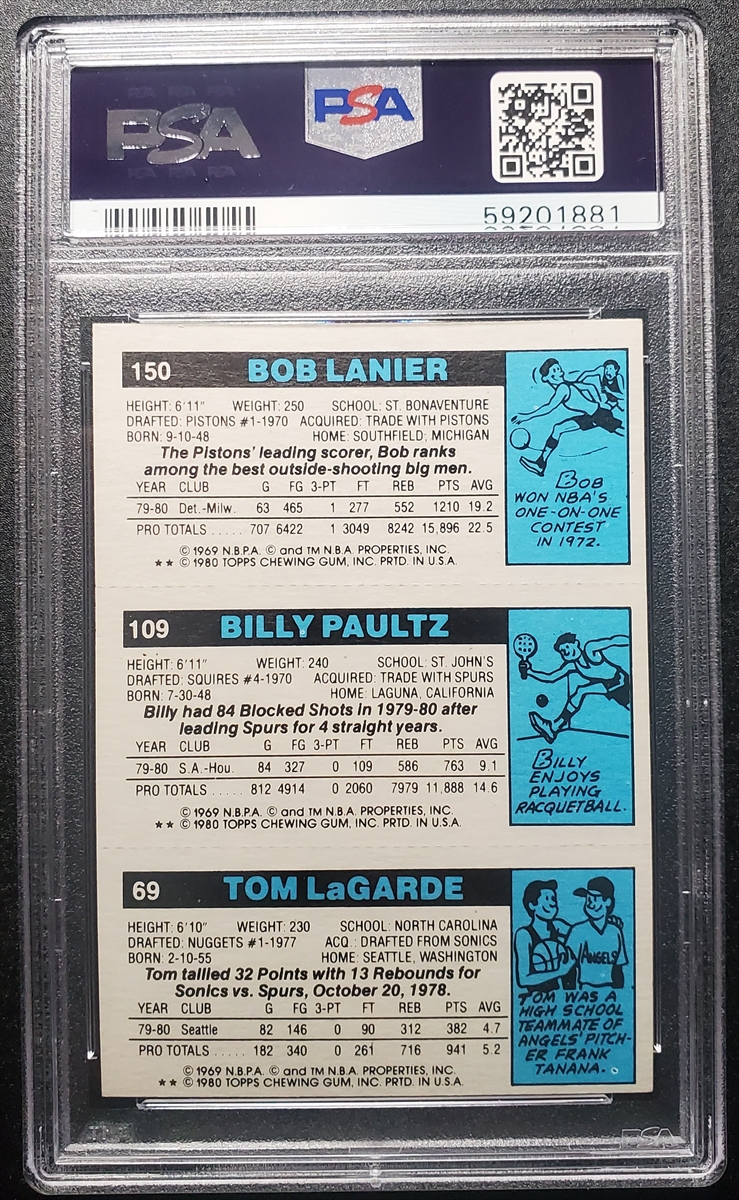 PSA
PSA
59201881
150 BOB LANIER
HEIGHT: 6'11" WEIGHT: 250 SCHOOL: ST. BONAVENTURE
DRAFTED: PISTONS #1-1970 ACQUIRED: TRADE WITH PISTONS
BORN: 9-10-48 HOME: SOUTHFIELD, MICHIGAN
The Pistons' leading scorer, Bob ranks
among the best outside-shooting big men.
YEAR CLUB G FG 3-PT FT REB PTS AVG
79-80 Det.-Milw. 63 465 1 277 552 1210 19.2
PRO TOTALS ..... 707 6422 1 3049 8242 15,896 22.5
© 1969 N.B.P.A. © and TM N.B.A. PROPERTIES, INC.
★★ © 1980 TOPPS CHEWING GUM, INC. PRTD. IN U.S.A.
BOB
WON NBA'S
ONE-ON-ONE
CONTEST
IN 1972.
109 BILLY PAULTZ
HEIGHT: 6'11" WEIGHT: 240 SCHOOL: ST. JOHN'S
DRAFTED: SQUIRES #4-1970 ACQUIRED: TRADE WITH SPURS
BORN: 7-30-48 HOME: LAGUNA, CALIFORNIA
Billy had 84 Blocked Shots in 1979-80 after
leading Spurs for 4 straight years.
YEAR CLUB G FG 3-PT FT REB PTS AVG
79-80 S.A.-Hou. 84 327 0 109 586 763 9.1
PRO TOTALS ..... 812 4914 0 2060 7979 11,888 14.6
© 1969 N.B.P.A. © and TM N.B.A. PROPERTIES, INC.
★★ © 1980 TOPPS CHEWING GUM, INC. PRTD. IN U.S.A.
BILLY
ENJOYS
PLAYING
RACQUETBALL.
69 TOM LaGARDE
HEIGHT: 6'10" WEIGHT: 230 SCHOOL: NORTH CAROLINA
DRAFTED: NUGGETS #1-1977 ACQ.: DRAFTED FROM SONICS
BORN: 2-10-55 HOME: SEATTLE, WASHINGTON
Tom tallied 32 Points with 13 Rebounds for
Sonics vs. Spurs, October 20, 1978.
YEAR CLUB G FG 3-PT FT REB PTS AVG
79-80 Seattle 82 146 0 90 312 382 4.7
PRO TOTALS ..... 182 340 0 261 716 941 5.2
© 1969 N.B.P.A. © and TM N.B.A. PROPERTIES, INC.
★★ © 1980 TOPPS CHEWING GUM, INC. PRTD. IN U.S.A.
ANGELS
TOM WAS A
HIGH SCHOOL
TEAMMATE OF
ANGELS' PITCH-
ER FRANK
TANANA.
PSA